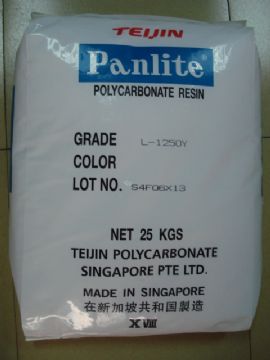 TEIJIN
Panlite®
POLYCARBONATE RESIN
GRADE L-1250Y
COLOR
LOT NO. S4F06X13
NET 25 KGS
TEIJIN POLYCARBONATE
SINGAPORE PTE LTD.
MADE IN SINGAPORE
在新加坡共和国製造
XVIII